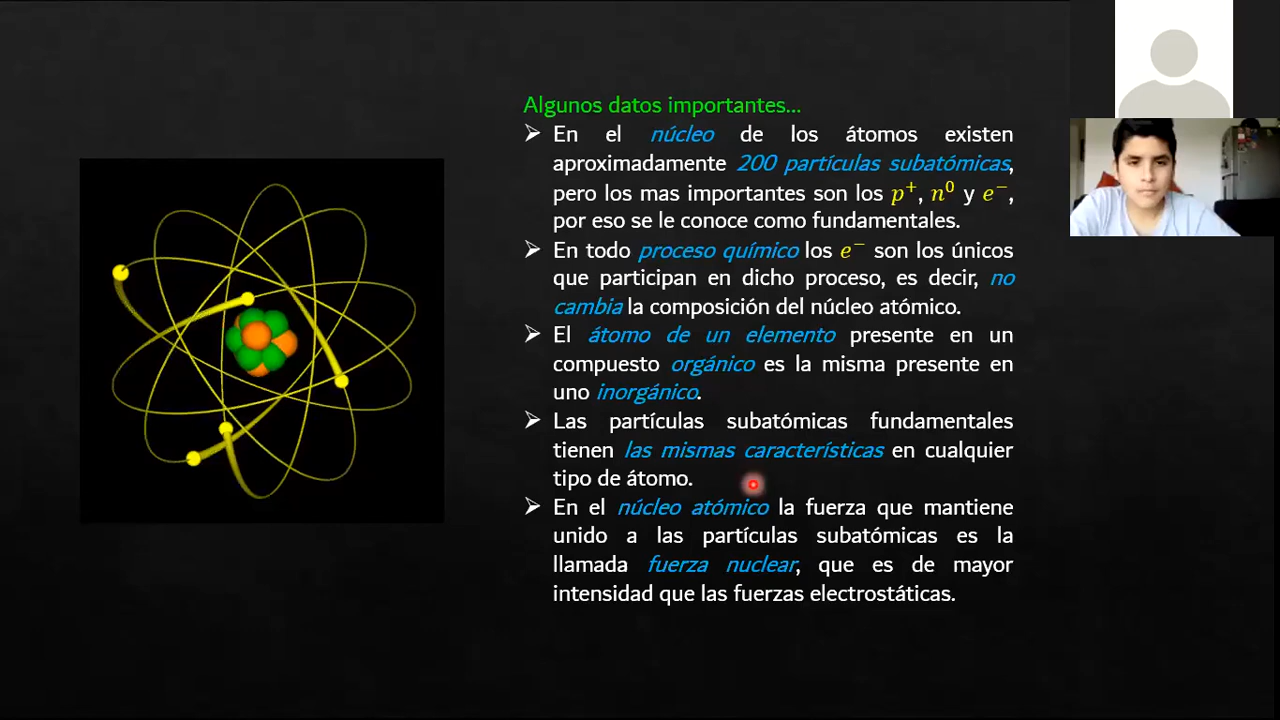 Algunos datos importantes...
➢ En el núcleo de los átomos existen
aproximadamente 200 partículas subatómicas,
pero los mas importantes son los p⁺, n⁰ y e⁻,
por eso se le conoce como fundamentales.
➢ En todo proceso químico los e⁻ son los únicos
que participan en dicho proceso, es decir, no
cambia la composición del núcleo atómico.
➢ El átomo de un elemento presente en un
compuesto orgánico es la misma presente en
uno inorgánico.
➢ Las partículas subatómicas fundamentales
tienen las mismas características en cualquier
tipo de átomo.
➢ En el núcleo atómico la fuerza que mantiene
unido a las partículas subatómicas es la
llamada fuerza nuclear, que es de mayor
intensidad que las fuerzas electrostáticas.